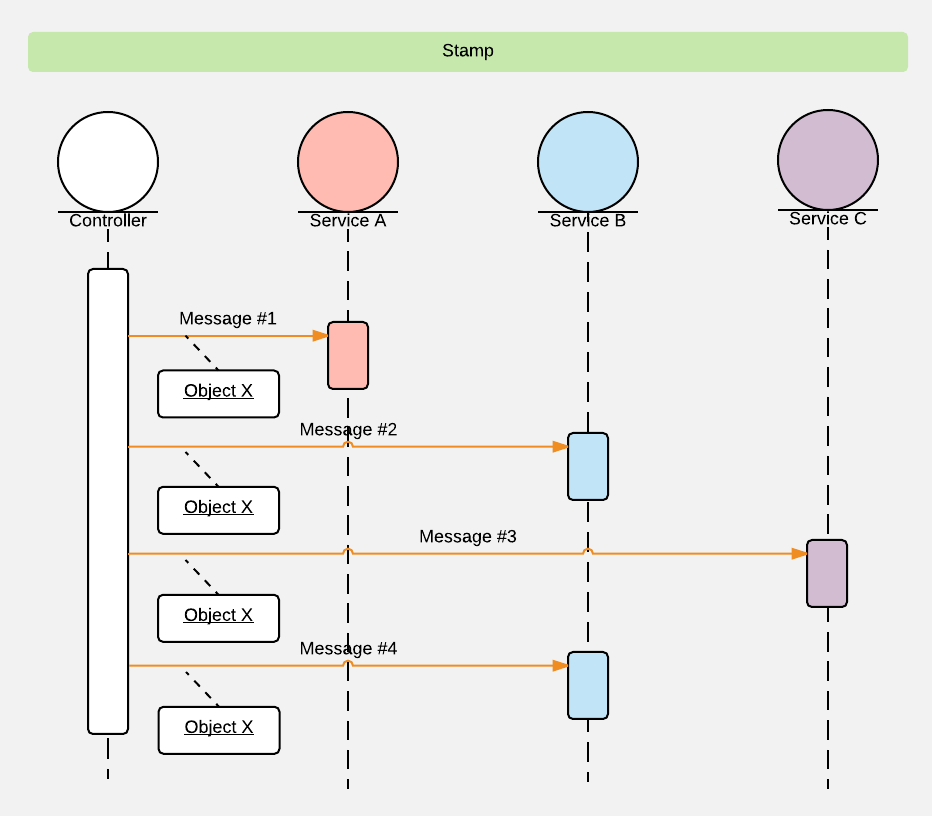 Stamp
Controller
Service A
Service B
Service C
Message #1
Object X
Message #2
Object X
Message #3
Object X
Message #4
Object X